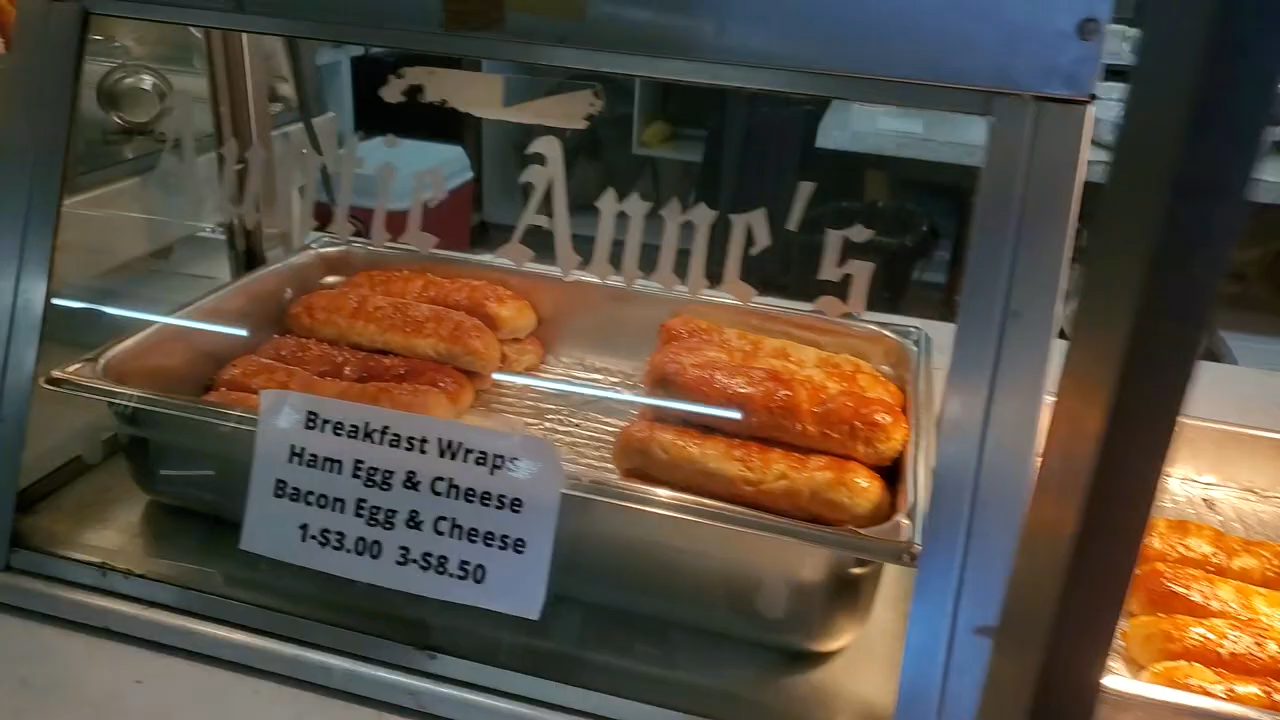 Anne's
Breakfast Wraps
Ham Egg & Cheese
Bacon Egg & Cheese
1-$3.00 3-$8.50